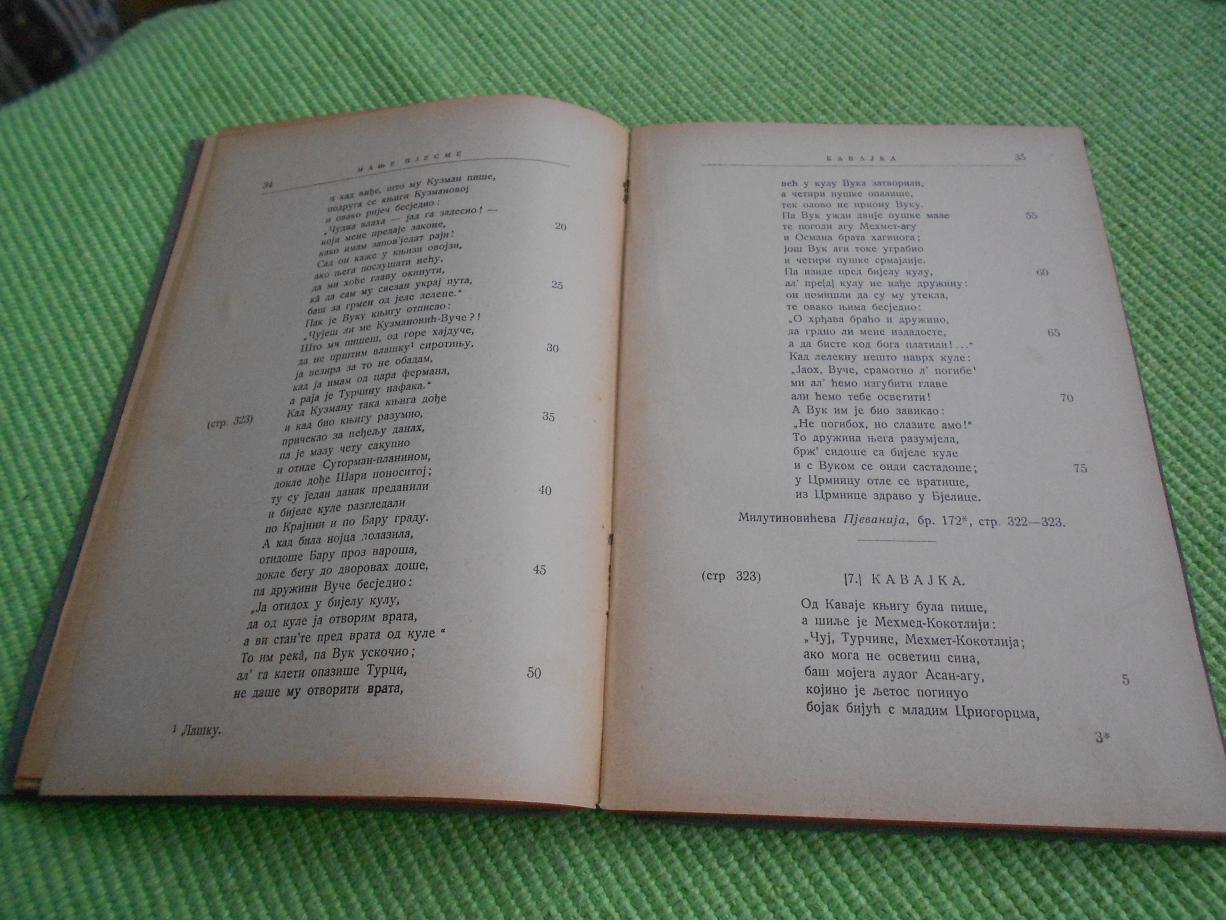 34
МАЊЕ ПЈЕСМЕ
А кад виђе, што му Кузман пише,
подруга се књиги Кузмановој
и овако ријеч бесједио:
„Чудна влаха — јад га задесио! —
који мене предаје законе,
20
како имам запов'једат раји!
Сад он каже у књизи овојзи,
ако њега послушати нећу,
да ми хоће главу окинути,
кâ да сам му свезан украј пута,
25
баш за грмен од јеле зелене.“
Пак је Вуку књигу отписао:
„Чујеш ли ме Кузмановић-Вуче?!
Што ми пишеш, од горе хајдуче,
да не прштим влашку¹ сиротињу,
30
ја везира за то не обадам,
кад ја имам од цара фермана,
а раја је Турчину нафака.“
(стр. 323)
Кад Кузману така књига дође
и кад био књигу разумио,
35
причекао за неђељу данах,
па је малу чету сакупио
и отиде Суторман-планином,
докле дође Шари поноситој;
ту су један данак преданили
40
и бијеле куле разгледали
по Крајини и по Бару граду.
А кад била нојца долазила,
отидоше Бару проз вароша,
докле бегу до дворовах доше,
45
па дружини Вуче бесједио:
„Ја отидох у бијелу кулу,
да од куле ја отворим врата,
а ви стан'те пред врата од куле “
То им рекâ, па Вук ускочио;
ал' га клети опазише Турци,
50
не даше му отворити врата,
¹ Лашку.
КАВАЈКА
35
већ у кулу Вука затворили,
а четири пушке опалише,
тек олово не приону Вуку.
Па Вук ужди двије пушке мале
55
те погоди агу Мехмет-агу
и Османа брата хагинога;
још Вук аги токе уграбио
и четири пушке срмајлије.
Па изиде пред бијелу кулу,
60
ал' пре[д] кулу не нађе дружину:
он помишли да су му утекла,
те овако њима бесједио:
„О хрђава браћо и дружино,
да грдно ли мене издадосте,
65
а да бисте код бога платили!...“
Кад лелекну нешто наврх куле:
„Јаох, Вуче, срамотно л' погибе!
ми ал' ћемо изгубити главе
али ћемо тебе осветити!
70
А Вук им је био завикао:
„Не погибох, но слазите амо!“
То дружина њега разумјела,
брж' сидоше са бијеле куле
и с Вуком се онди састадоше;
75
у Црмницу отле се вратише,
из Црмнице здраво у Бјелице.
Милутиновићева Пјеванија, бр. 172*, стр. 322—323.
(стр 323)
[7.] КАВАЈКА.
Од Каваје књигу була пише,
а шиље је Мехмед-Кокотлији:
„Чуј, Турчине, Мехмет-Кокотлија;
ако мога не осветиш сина,
баш мојега лудог Асан-агу,
5
којино је љетос погинуо
бојак бијућ с младим Црногорцма,
3*